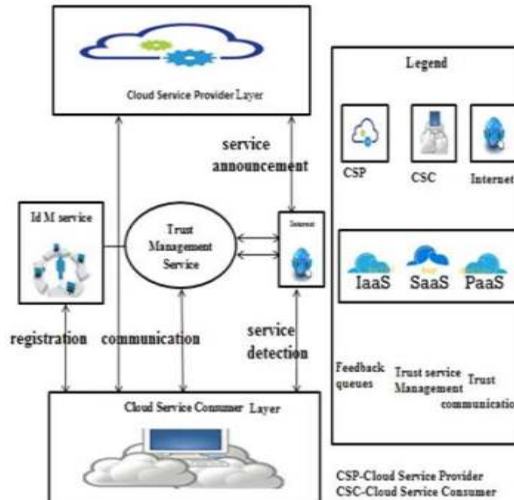 Cloud Service Provider Layer
service
announcement
Id M service
Trust
Management
Service
Internet
registration
communication
service
detection
Cloud Service Consumer Layer
Legend
CSP
CSC
Internet
IaaS
SaaS
PaaS
Feedback
queues
Trust service
Management
Trust
communication
CSP-Cloud Service Provider
CSC-Cloud Service Consumer